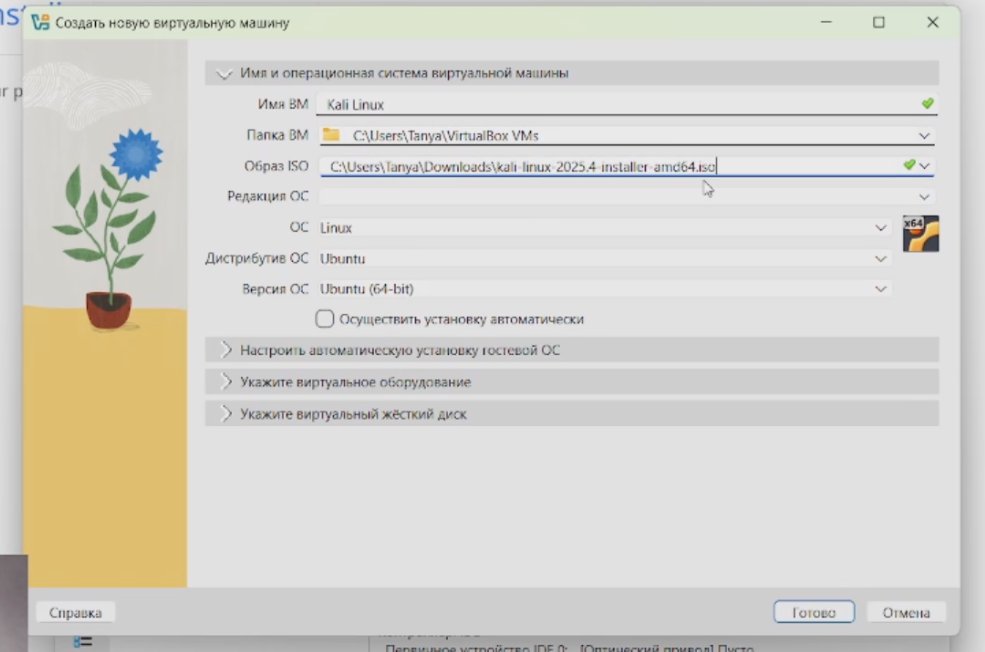 Создать новую виртуальную машину
Имя и операционная система виртуальной машины
Имя ВМ Kali Linux
Папка ВМ C:\Users\Tanya\VirtualBox VMs
Образ ISO C:\Users\Tanya\Downloads\kali-linux-2025.4-installer-amd64.iso
Редакция ОС
ОС Linux
x64
Дистрибутив ОС Ubuntu
Версия ОС Ubuntu (64-bit)
Осуществить установку автоматически
Настроить автоматическую установку гостевой ОС
Укажите виртуальное оборудование
Укажите виртуальный жёсткий диск
Справка Готово Отмена
Первичное устройство IDE 0: [Оптический привод] Пусто